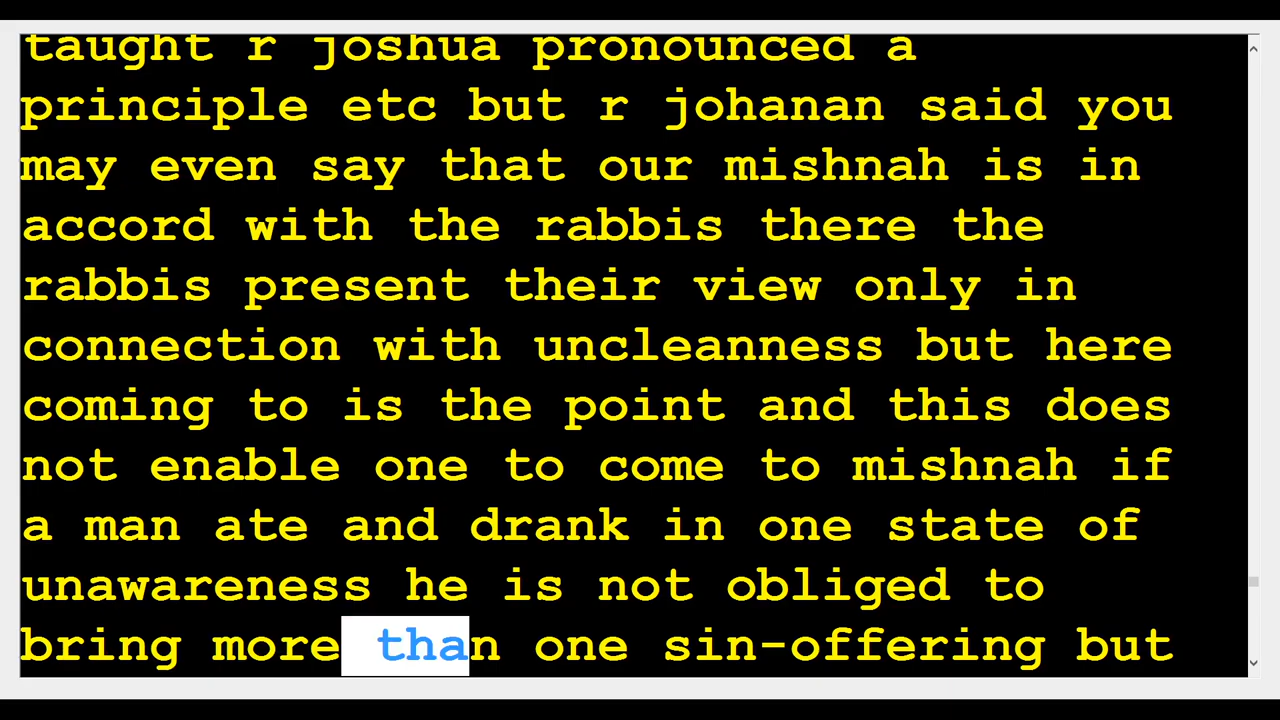 taught r joshua pronounced a
principle etc but r johanan said you
may even say that our mishnah is in
accord with the rabbis there the
rabbis present their view only in
connection with uncleanness but here
coming to is the point and this does
not enable one to come to mishnah if
a man ate and drank in one state of
unawareness he is not obliged to
bring more than one sin-offering but